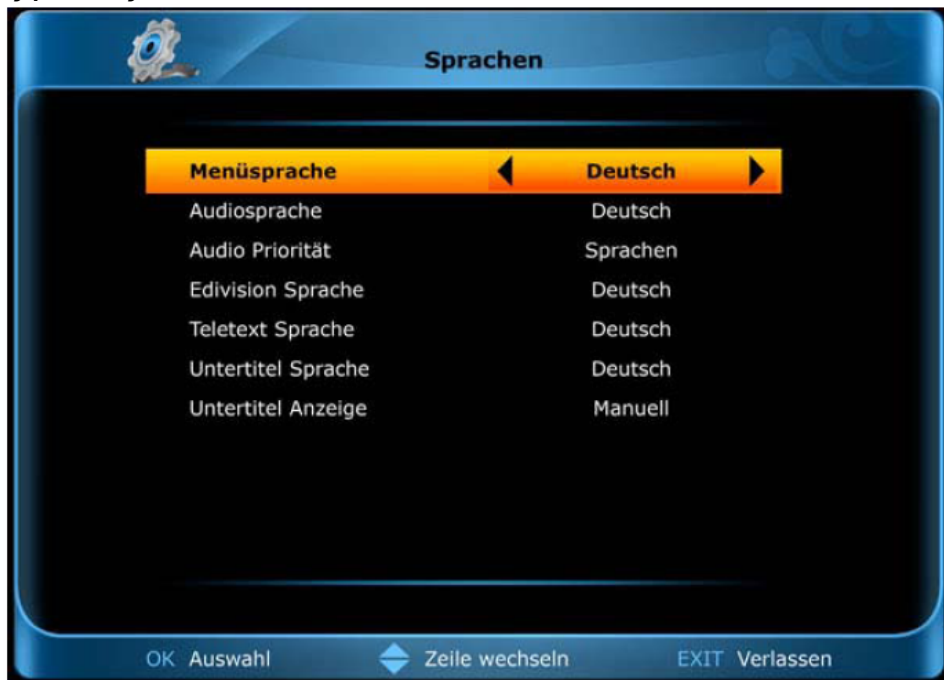 Sprachen
Menüsprache Deutsch
Audiosprache Deutsch
Audio Priorität Sprachen
Edivision Sprache Deutsch
Teletext Sprache Deutsch
Untertitel Sprache Deutsch
Untertitel Anzeige Manuell
OK Auswahl Zeile wechseln EXIT Verlassen